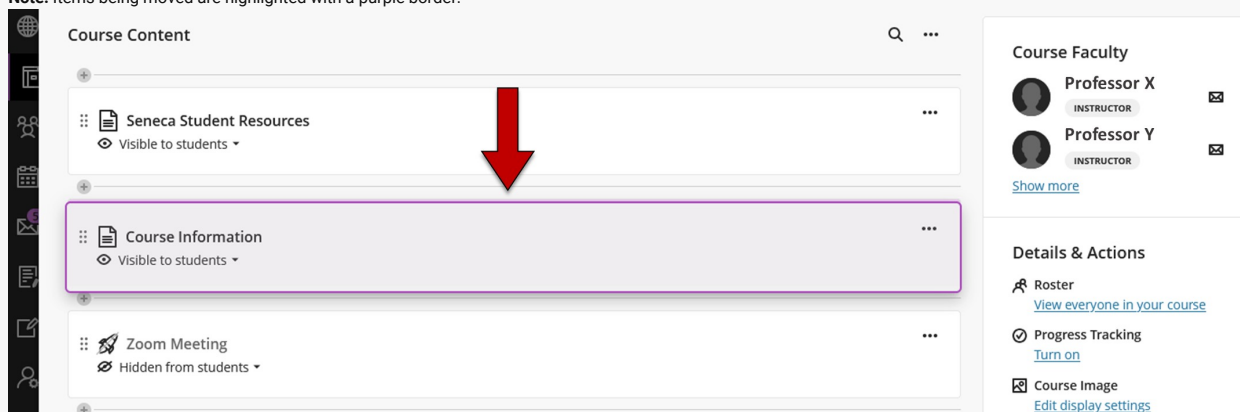 Note: Items being moved are highlighted with a purple border.
Course Content
Seneca Student Resources
Visible to students
Course Information
Visible to students
Zoom Meeting
Hidden from students
Course Faculty
Professor X
INSTRUCTOR
Professor Y
INSTRUCTOR
Show more
Details & Actions
Roster
View everyone in your course
Progress Tracking
Turn on
Course Image
Edit display settings